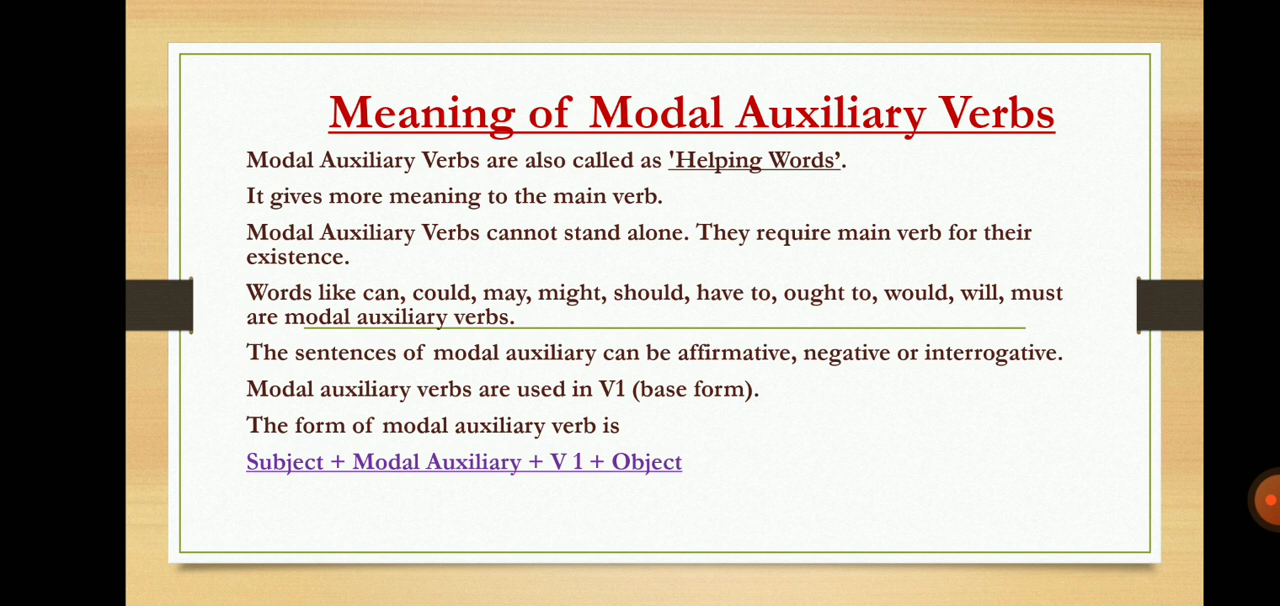 Meaning of Modal Auxiliary Verbs
Modal Auxiliary Verbs are also called as 'Helping Words’.
It gives more meaning to the main verb.
Modal Auxiliary Verbs cannot stand alone. They require main verb for their
existence.
Words like can, could, may, might, should, have to, ought to, would, will, must
are modal auxiliary verbs.
The sentences of modal auxiliary can be affirmative, negative or interrogative.
Modal auxiliary verbs are used in V1 (base form).
The form of modal auxiliary verb is
Subject + Modal Auxiliary + V 1 + Object